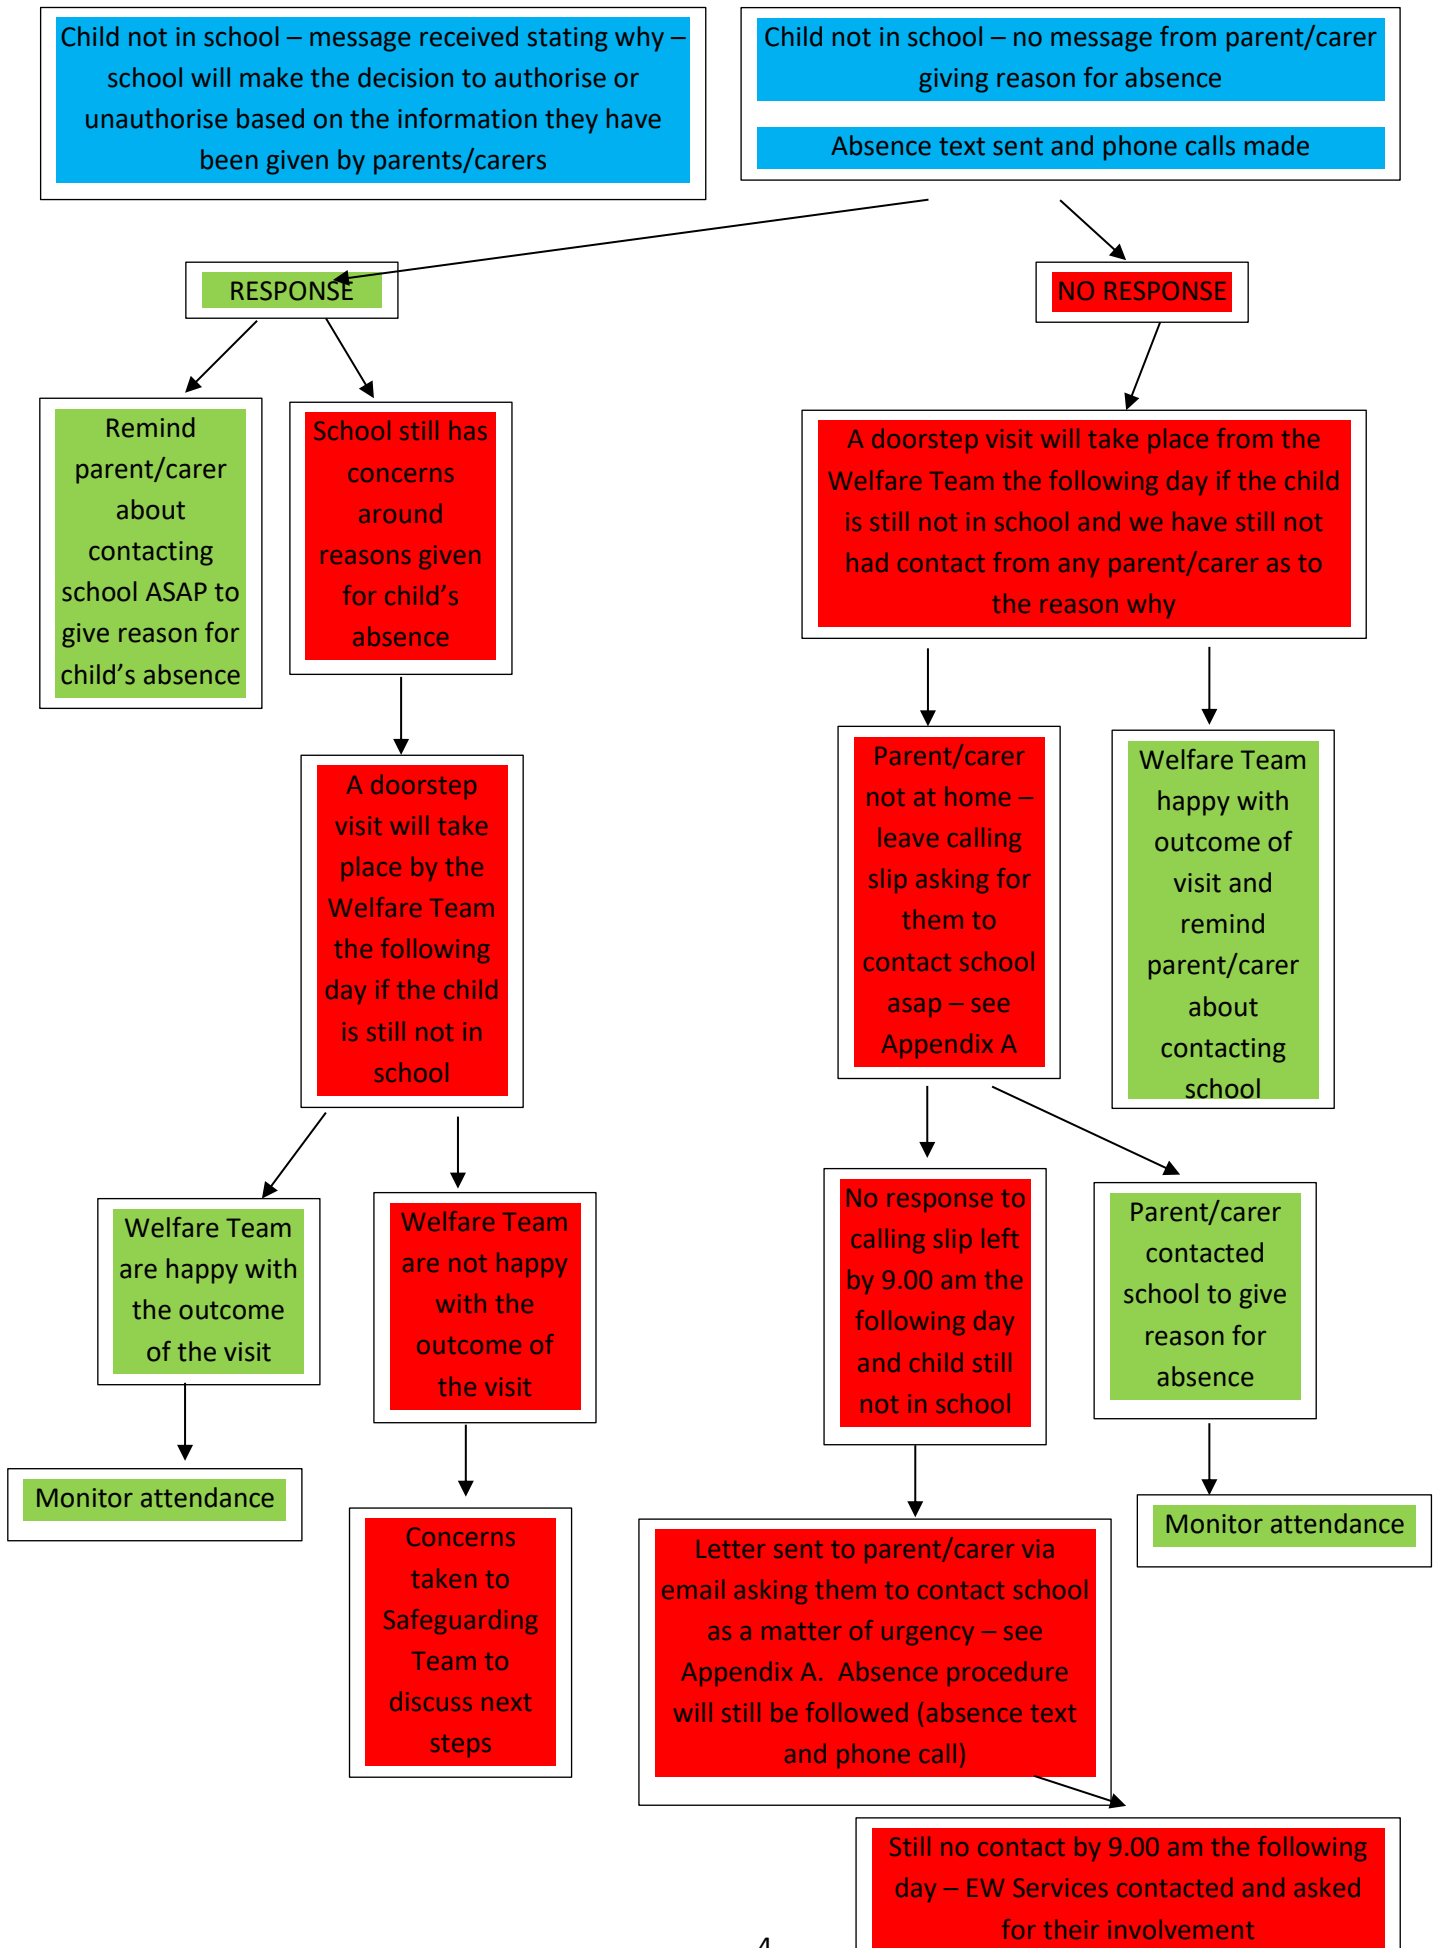 Child not in school – message received stating why –
school will make the decision to authorise or
unauthorise based on the information they have
been given by parents/carers
Child not in school – no message from parent/carer
giving reason for absence
Absence text sent and phone calls made
RESPONSE
NO RESPONSE
Remind
parent/carer
about
contacting
school ASAP to
give reason for
child’s absence
School still has
concerns
around
reasons given
for child’s
absence
A doorstep visit will take place from the
Welfare Team the following day if the child
is still not in school and we have still not
had contact from any parent/carer as to
the reason why
A doorstep
visit will take
place by the
Welfare Team
the following
day if the child
is still not in
school
Parent/carer
not at home –
leave calling
slip asking for
them to
contact school
asap – see
Appendix A
Welfare Team
happy with
outcome of
visit and
remind
parent/carer
about
contacting
school
Welfare Team
are happy with
the outcome
of the visit
Welfare Team
are not happy
with the
outcome of
the visit
No response to
calling slip left
by 9.00 am the
following day
and child still
not in school
Parent/carer
contacted
school to give
reason for
absence
Monitor attendance
Concerns
taken to
Safeguarding
Team to
discuss next
steps
Letter sent to parent/carer via
email asking them to contact school
as a matter of urgency – see
Appendix A.  Absence procedure
will still be followed (absence text
and phone call)
Monitor attendance
Still no contact by 9.00 am the following
day – EW Services contacted and asked
for their involvement
4